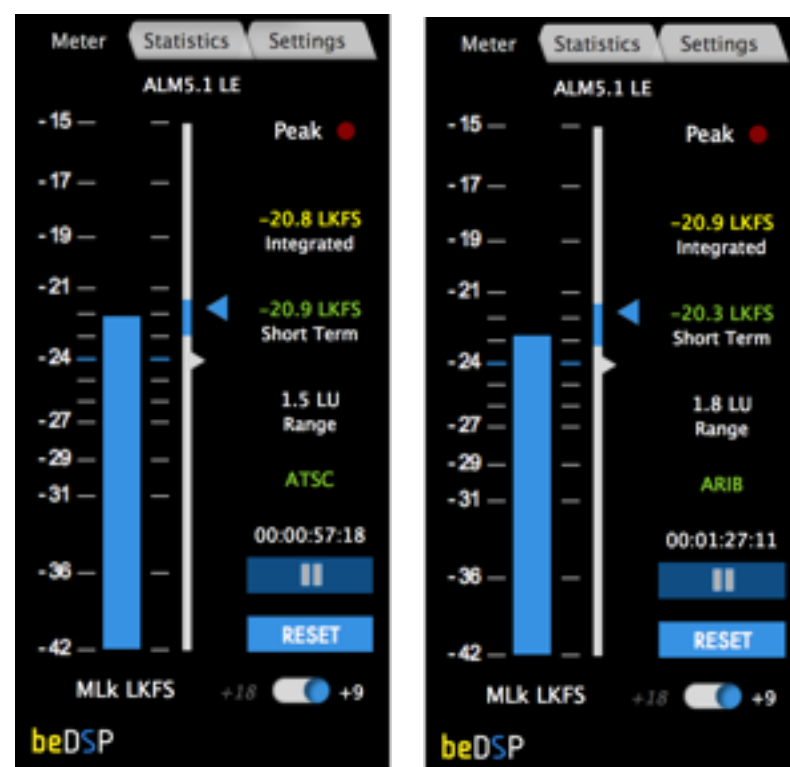 Meter Statistics Settings
ALM5.1 LE
-15
Peak
-17
-20.8 LKFS
-19
Integrated
-21
-20.9 LKFS
Short Term
-24
1.5 LU
-27
Range
-29
ATSC
-31
00:00:57:18
-36
RESET
-42
MLk LKFS
+18 +9
beDSP
Meter Statistics Settings
ALM5.1 LE
-15
Peak
-17
-20.9 LKFS
-19
Integrated
-21
-20.3 LKFS
Short Term
-24
1.8 LU
-27
Range
-29
ARIB
-31
00:01:27:11
-36
RESET
-42
MLk LKFS
+18 +9
beDSP